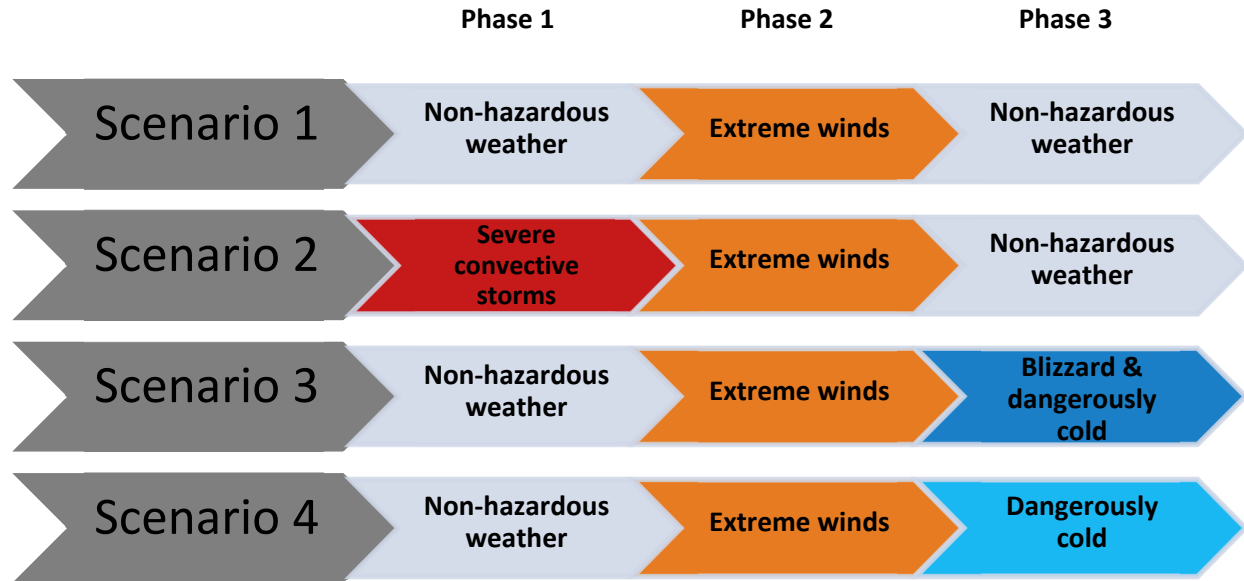 Phase 1 Phase 2 Phase 3
Scenario 1
Non-hazardous
weather
Extreme winds
Non-hazardous
weather
Scenario 2
Severe
convective
storms
Extreme winds
Non-hazardous
weather
Scenario 3
Non-hazardous
weather
Extreme winds
Blizzard &
dangerously
cold
Scenario 4
Non-hazardous
weather
Extreme winds
Dangerously
cold